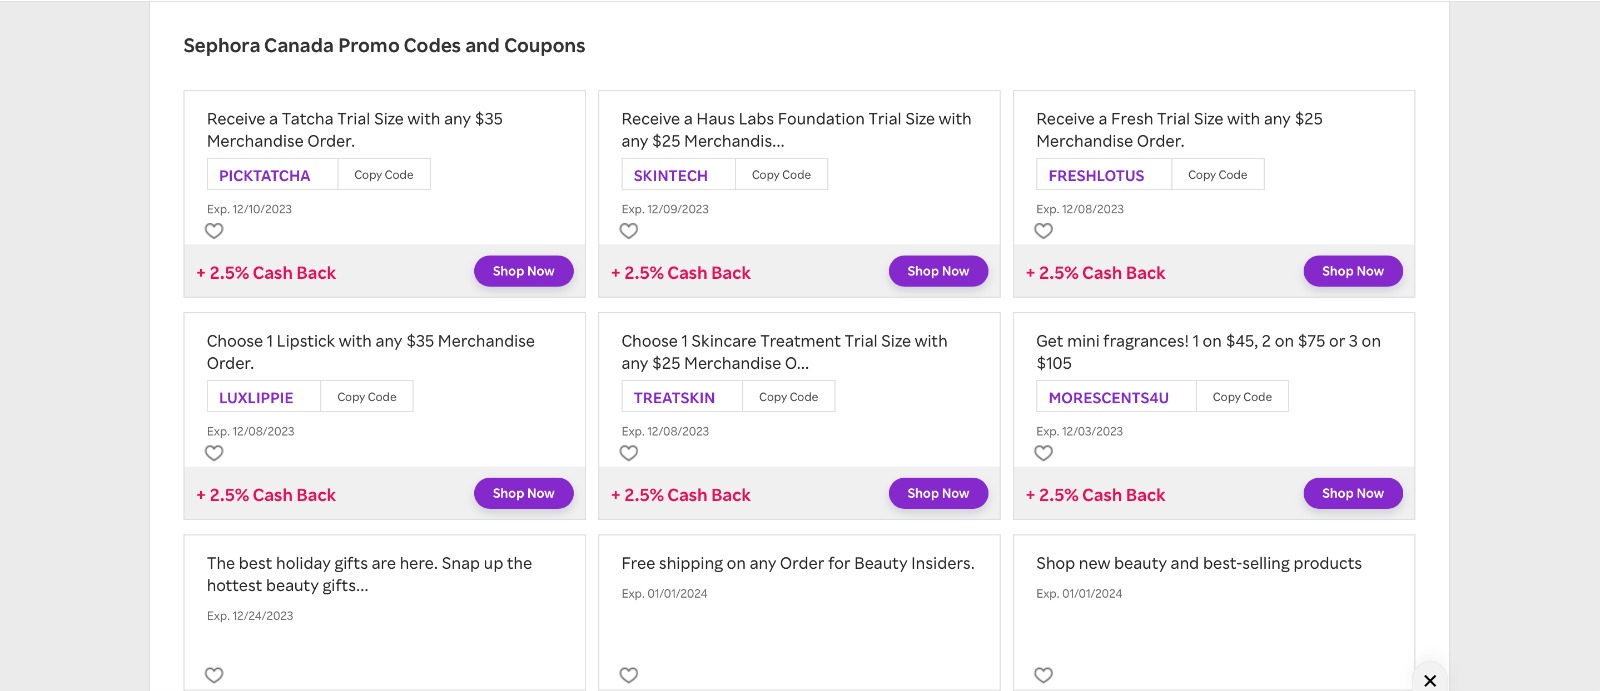 Sephora Canada Promo Codes and Coupons
Receive a Tatcha Trial Size with any $35
Merchandise Order.
PICKTATCHA
Copy Code
Exp. 12/10/2023
+ 2.5% Cash Back
Shop Now
Receive a Haus Labs Foundation Trial Size with
any $25 Merchandis...
SKINTECH
Copy Code
Exp. 12/09/2023
+ 2.5% Cash Back
Shop Now
Receive a Fresh Trial Size with any $25
Merchandise Order.
FRESHLOTUS
Copy Code
Exp. 12/08/2023
+ 2.5% Cash Back
Shop Now
Choose 1 Lipstick with any $35 Merchandise
Order.
LUXLIPPIE
Copy Code
Exp. 12/08/2023
+ 2.5% Cash Back
Shop Now
Choose 1 Skincare Treatment Trial Size with
any $25 Merchandise O...
TREATSKIN
Copy Code
Exp. 12/08/2023
+ 2.5% Cash Back
Shop Now
Get mini fragrances! 1 on $45, 2 on $75 or 3 on
$105
MORESCENTS4U
Copy Code
Exp. 12/03/2023
+ 2.5% Cash Back
Shop Now
The best holiday gifts are here. Snap up the
hottest beauty gifts...
Exp. 12/24/2023
Free shipping on any Order for Beauty Insiders.
Exp. 01/01/2024
Shop new beauty and best-selling products
Exp. 01/01/2024